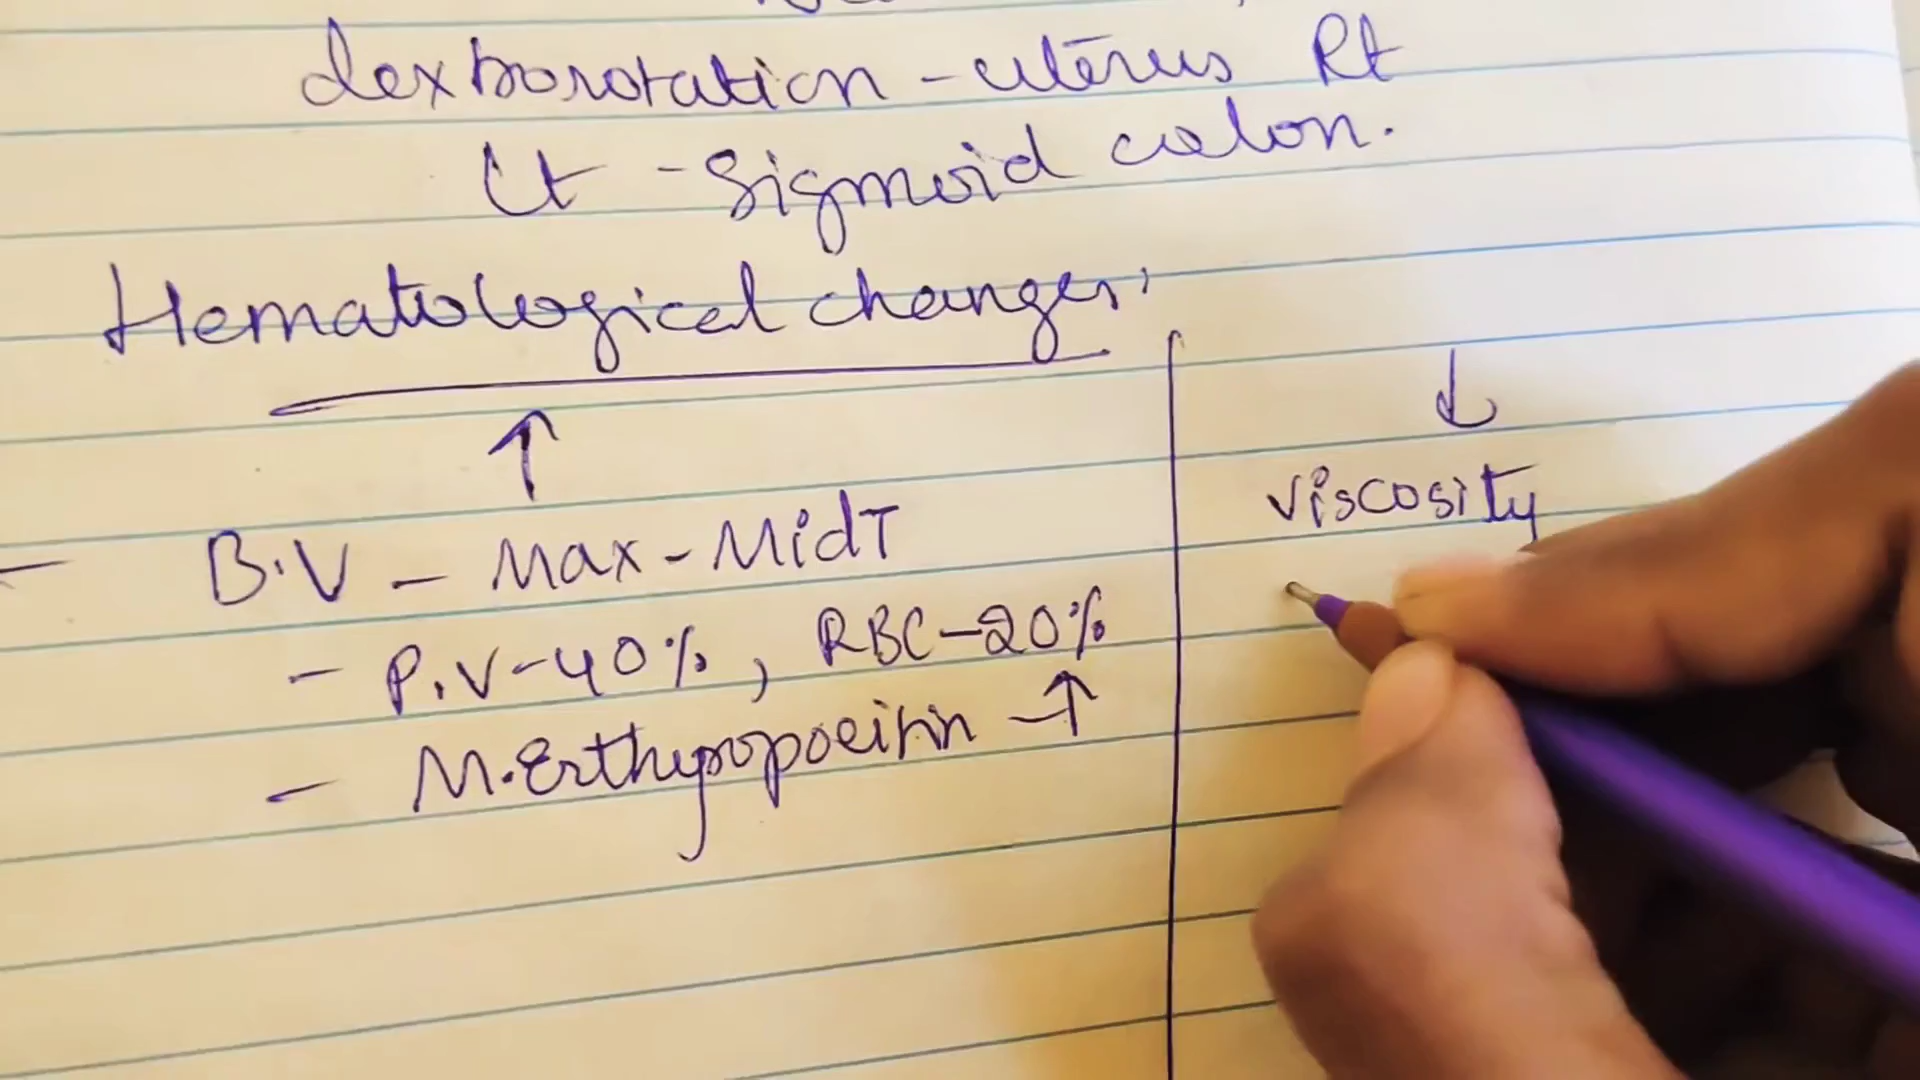 dextrorotation - uterus Rt
Lt - Sigmoid colon.
Hematological changes,
↑
B.V - Max - MidT
- P.V - 40%, RBC - 20%
- M.Erthyropoeitin → ↑
↓
viscosity